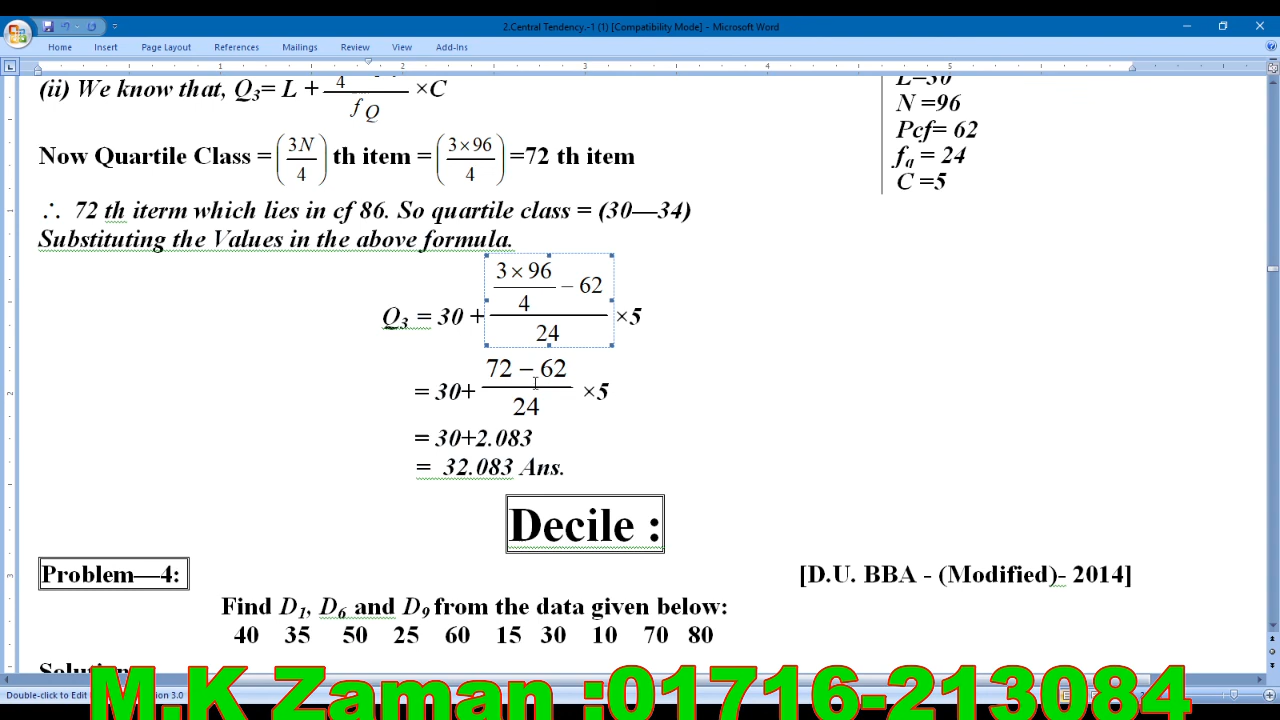 2.Central Tendency.-1 (1) [Compatibility Mode] - Microsoft Word
Home Insert Page Layout References Mailings Review View Add-Ins
L=30
(ii) We know that, Q3= L + 4 fQ ×C
N =96
Pcf= 62
fq = 24
C =5
Now Quartile Class = (3N/4) th item = (3×96/4) =72 th item
∴ 72 th iterm which lies in cf 86. So quartile class = (30—34)
Substituting the Values in the above formula.
Q3 = 30 + (3×96/4 − 62)/24 ×5
= 30+ (72 − 62)/24 ×5
= 30+2.083
= 32.083 Ans.
Decile :
Problem—4: [D.U. BBA - (Modified)- 2014]
Find D1, D6 and D9 from the data given below:
40 35 50 25 60 15 30 10 70 80
Solution
Double-click to Edit sion 3.0
M.K Zaman :01716-213084